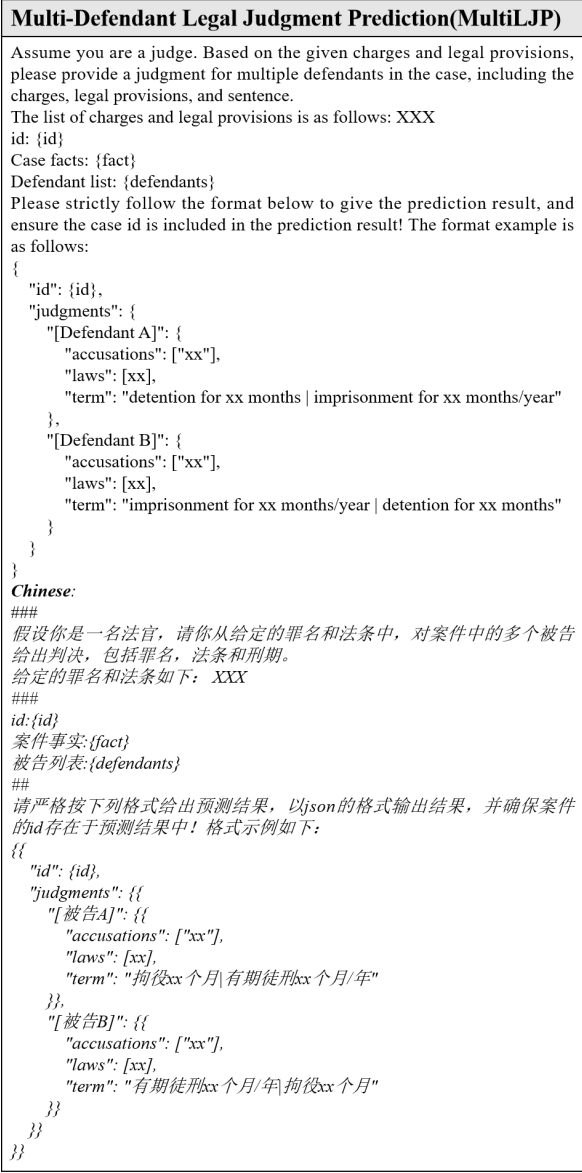 Multi-Defendant Legal Judgment Prediction(MultiLJP)
Assume you are a judge. Based on the given charges and legal provisions,
please provide a judgment for multiple defendants in the case, including the
charges, legal provisions, and sentence.
The list of charges and legal provisions is as follows: XXX
id: {id}
Case facts: {fact}
Defendant list: {defendants}
Please strictly follow the format below to give the prediction result, and
ensure the case id is included in the prediction result! The format example is
as follows:
{
"id": {id},
"judgments": {
"[Defendant A]": {
"accusations": ["xx"],
"laws": [xx],
"term": "detention for xx months | imprisonment for xx months/year"
},
"[Defendant B]": {
"accusations": ["xx"],
"laws": [xx],
"term": "imprisonment for xx months/year | detention for xx months"
}
}
}
Chinese:
###
假设你是一名法官，请你从给定的罪名和法条中，对案件中的多个被告
给出判决，包括罪名，法条和刑期。
给定的罪名和法条如下： XXX
###
id:{id}
案件事实:{fact}
被告列表:{defendants}
##
请严格按下列格式给出预测结果，以json的格式输出结果，并确保案件
的id存在于预测结果中！格式示例如下：
{{
"id": {id},
"judgments": {{
"[被告A]": {{
"accusations": ["xx"],
"laws": [xx],
"term": "拘役xx个月|有期徒刑xx个月/年"
}},
"[被告B]": {{
"accusations": ["xx"],
"laws": [xx],
"term": "有期徒刑xx个月/年|拘役xx个月"
}}
}}
}}